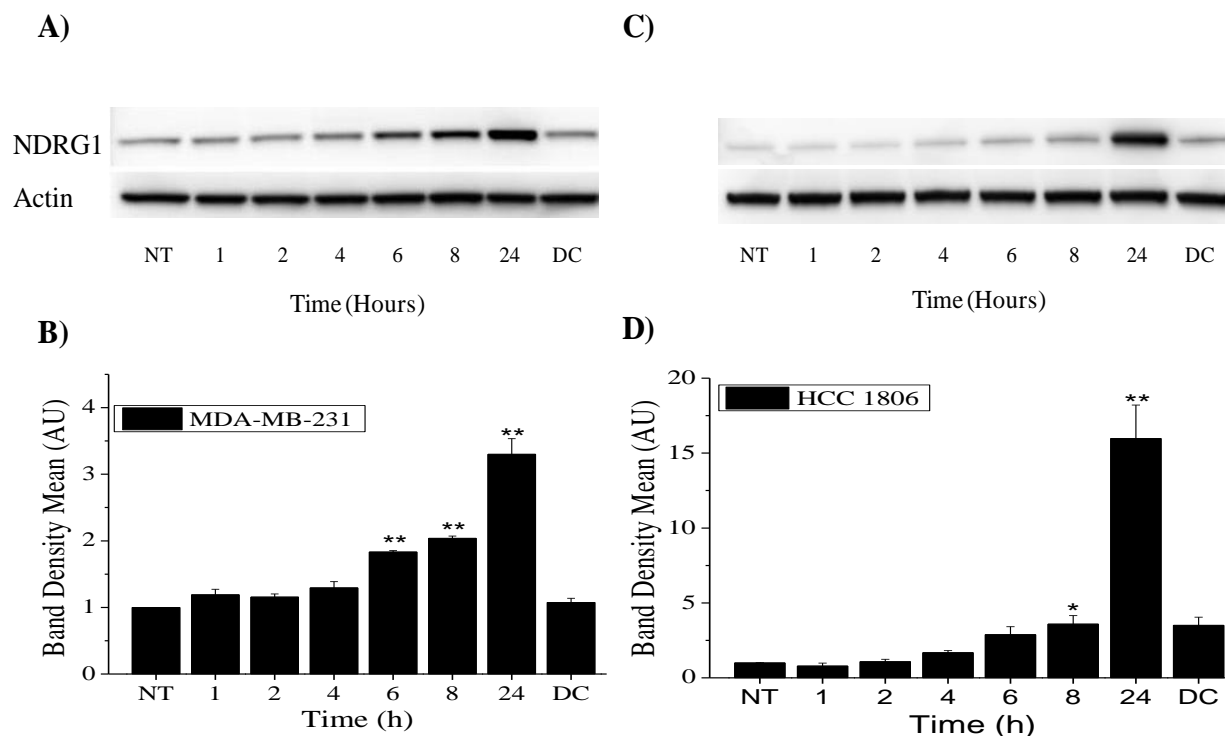 A)
C)
NDRG1
Actin
NT 1 2 4 6 8 24 DC
Time (Hours)
NT 1 2 4 6 8 24 DC
Time (Hours)
B)
Band Density Mean (AU)
4
3
2
1
0
MDA-MB-231
** ** **
NT 1 2 4 6 8 24 DC
Time (h)
D)
Band Density Mean (AU)
20
15
10
5
0
HCC 1806
* **
NT 1 2 4 6 8 24 DC
Time (h)